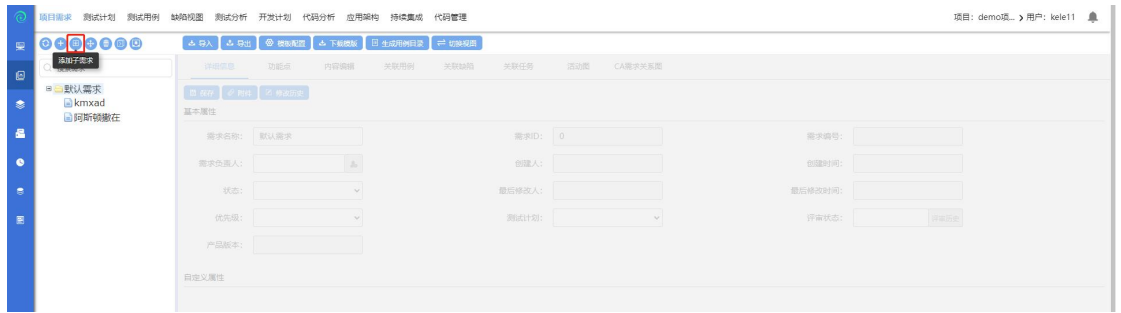 项目需求 测试计划 测试用例 缺陷视图 测试分析 开发计划 代码分析 应用架构 持续集成 代码管理 项目: demo项... 用户: kele11
导入 导出 模板配置 下载模版 生成用例目录 切换视图
添加子需求
详细信息 功能点 内容编辑 关联用例 关联缺陷 关联任务 活动图 CA需求关系图
默认需求
kmxad
阿斯顿撒在
保存 附件 修改历史
基本属性
需求名称: 默认需求 需求ID: 0 需求编号:
需求负责人: 创建人: 创建时间:
状态: 最后修改人: 最后修改时间:
优先级: 测试计划: 评审状态: 评审历史
产品版本:
自定义属性